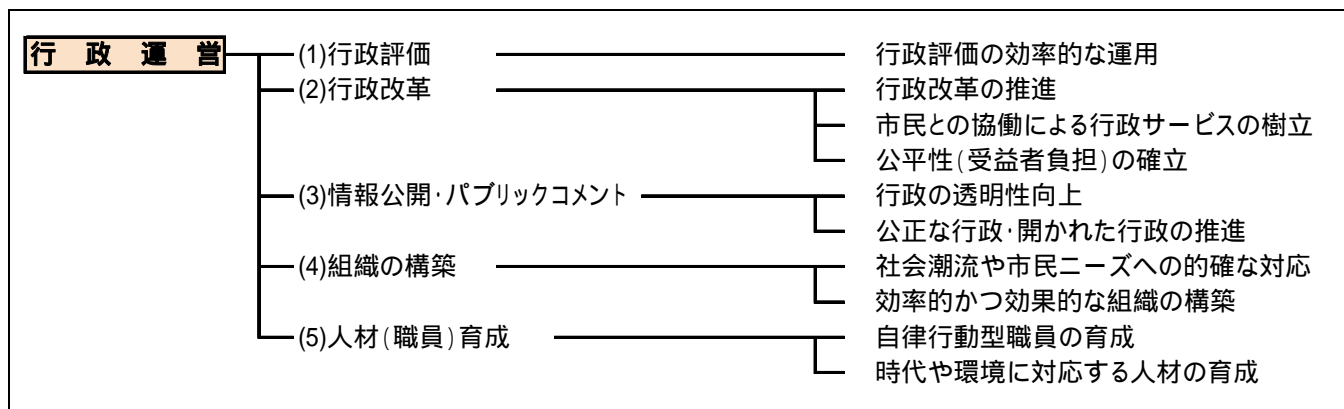 行政運営 (1)行政評価 行政評価の効率的な運用
(2)行政改革 行政改革の推進
市民との協働による行政サービスの樹立
公平性(受益者負担)の確立
(3)情報公開・パブリックコメント 行政の透明性向上
公正な行政・開かれた行政の推進
(4)組織の構築 社会潮流や市民ニーズへの的確な対応
効率的かつ効果的な組織の構築
(5)人材(職員)育成 自律行動型職員の育成
時代や環境に対応する人材の育成